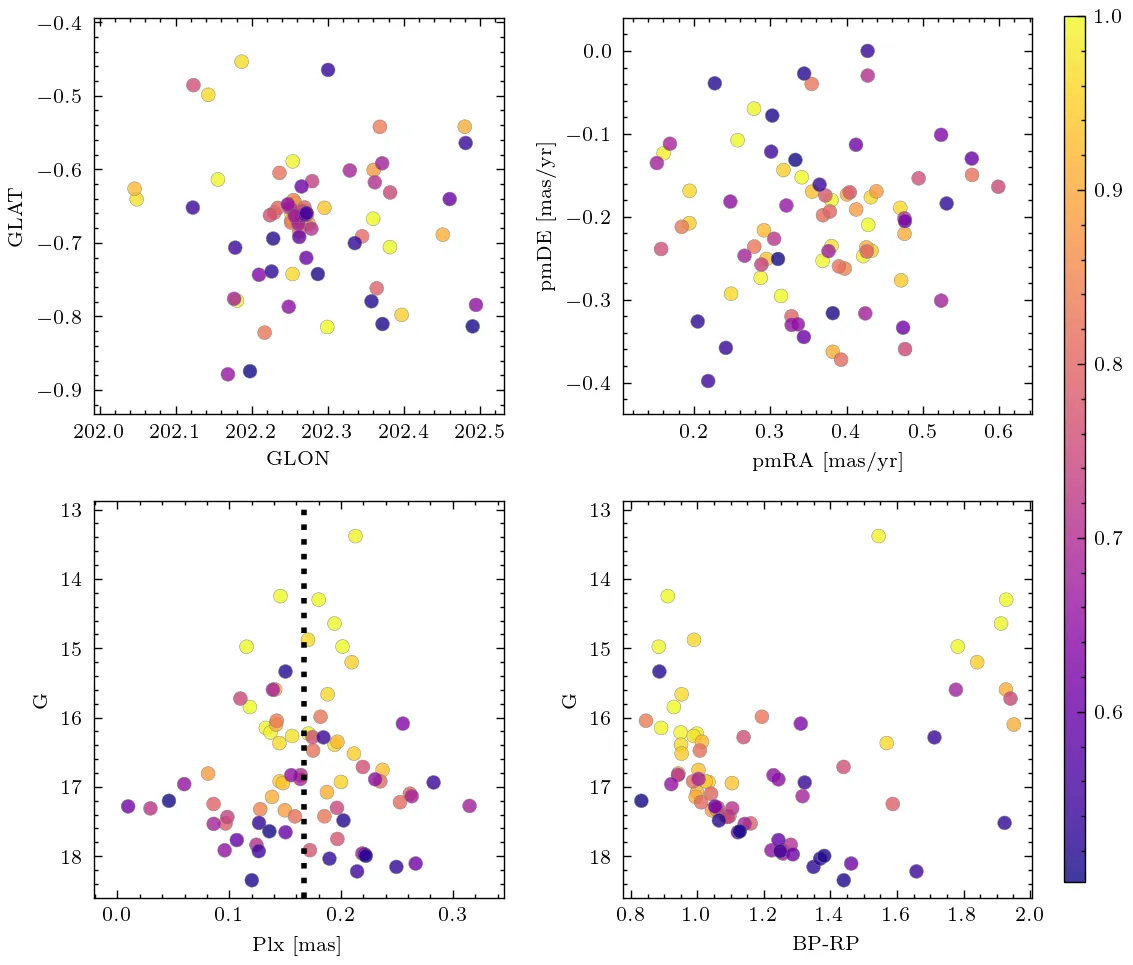 −0.4
−0.5
−0.6
−0.7
−0.8
−0.9
GLAT
202.0 202.1 202.2 202.3 202.4 202.5
GLON
0.0
−0.1
−0.2
−0.3
−0.4
pmDE [mas/yr]
0.2 0.3 0.4 0.5 0.6
pmRA [mas/yr]
13
14
15
16
17
18
G
0.0 0.1 0.2 0.3
Plx [mas]
13
14
15
16
17
18
G
0.8 1.0 1.2 1.4 1.6 1.8 2.0
BP-RP
1.0
0.9
0.8
0.7
0.6